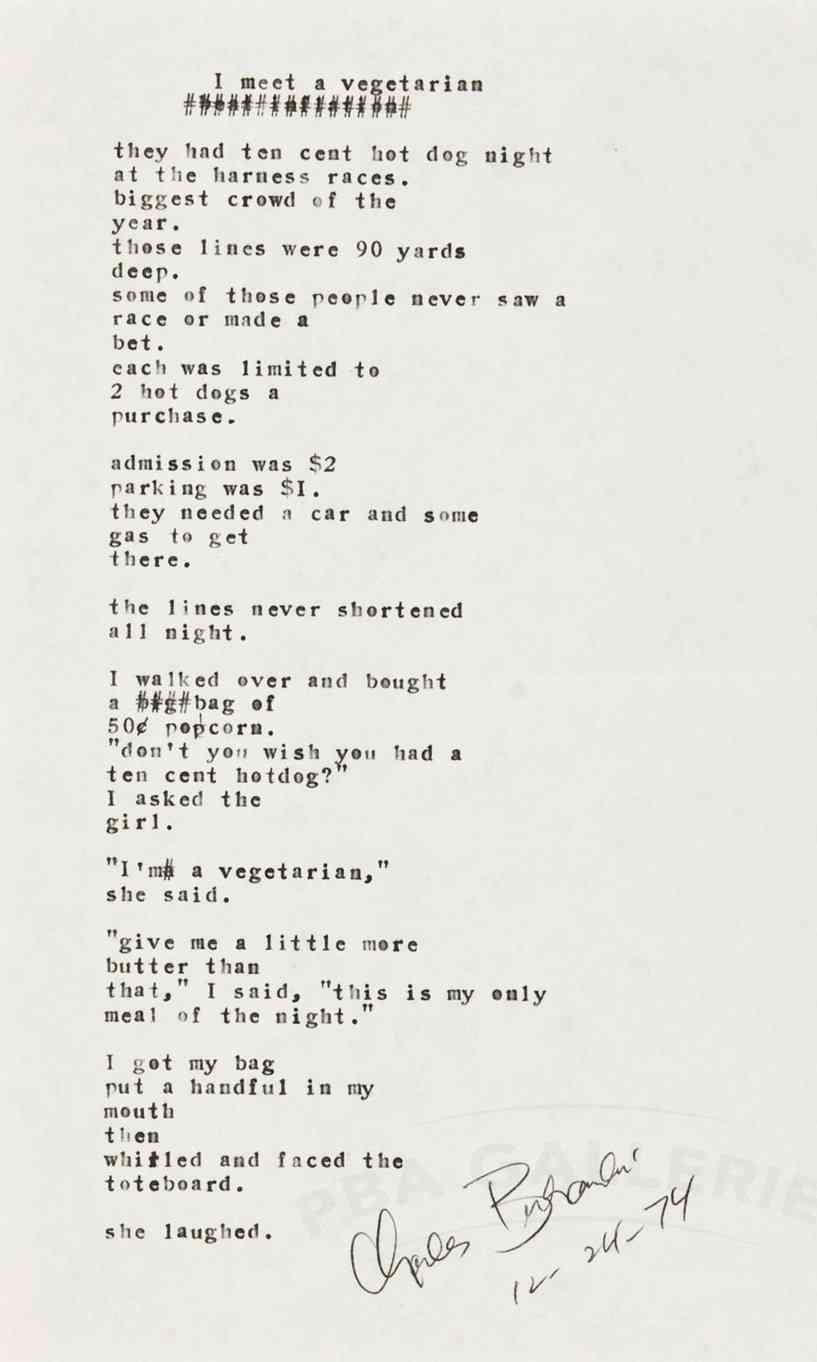 I meet a vegetarian
they had ten cent hot dog night
at the harness races.
biggest crowd of the
year.
those lines were 90 yards
deep.
some of those people never saw a
race or made a
bet.
each was limited to
2 hot dogs a
purchase.
admission was $2
parking was $I.
they needed a car and some
gas to get
there.
the lines never shortened
all night.
I walked over and bought
a bag of
50¢ popcorn.
"don't you wish you had a
ten cent hotdog?"
I asked the
girl.
"I'm a vegetarian,"
she said.
"give me a little more
butter than
that," I said, "this is my only
meal of the night."
I got my bag
put a handful in my
mouth
then
whirled and faced the
toteboard.
she laughed.
Charles Bukowski
12-24-74
PBA GALLERIE